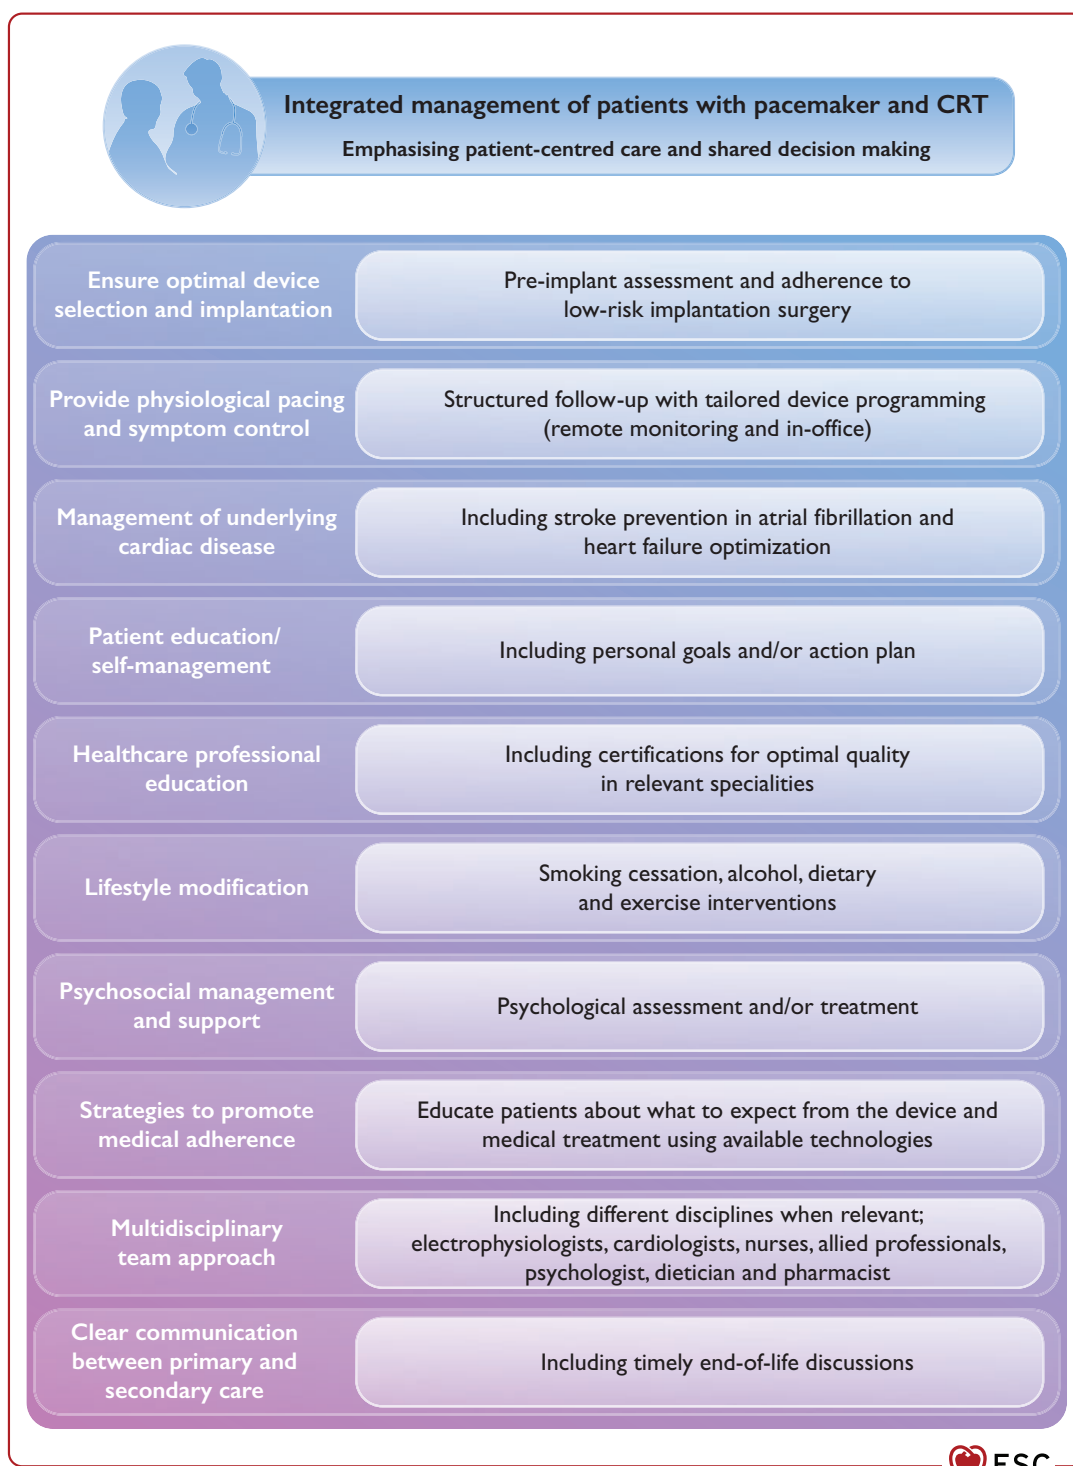 Integrated management of patients with pacemaker and CRT
Emphasising patient-centred care and shared decision making
Ensure optimal device
selection and implantation
Pre-implant assessment and adherence to
low-risk implantation surgery
Provide physiological pacing
and symptom control
Structured follow-up with tailored device programming
(remote monitoring and in-office)
Management of underlying
cardiac disease
Including stroke prevention in atrial fibrillation and
heart failure optimization
Patient education/
self-management
Including personal goals and/or action plan
Healthcare professional
education
Including certifications for optimal quality
in relevant specialities
Lifestyle modification
Smoking cessation, alcohol, dietary
and exercise interventions
Psychosocial management
and support
Psychological assessment and/or treatment
Strategies to promote
medical adherence
Educate patients about what to expect from the device and
medical treatment using available technologies
Multidisciplinary
team approach
Including different disciplines when relevant;
electrophysiologists, cardiologists, nurses, allied professionals,
psychologist, dietician and pharmacist
Clear communication
between primary and
secondary care
Including timely end-of-life discussions
ESC